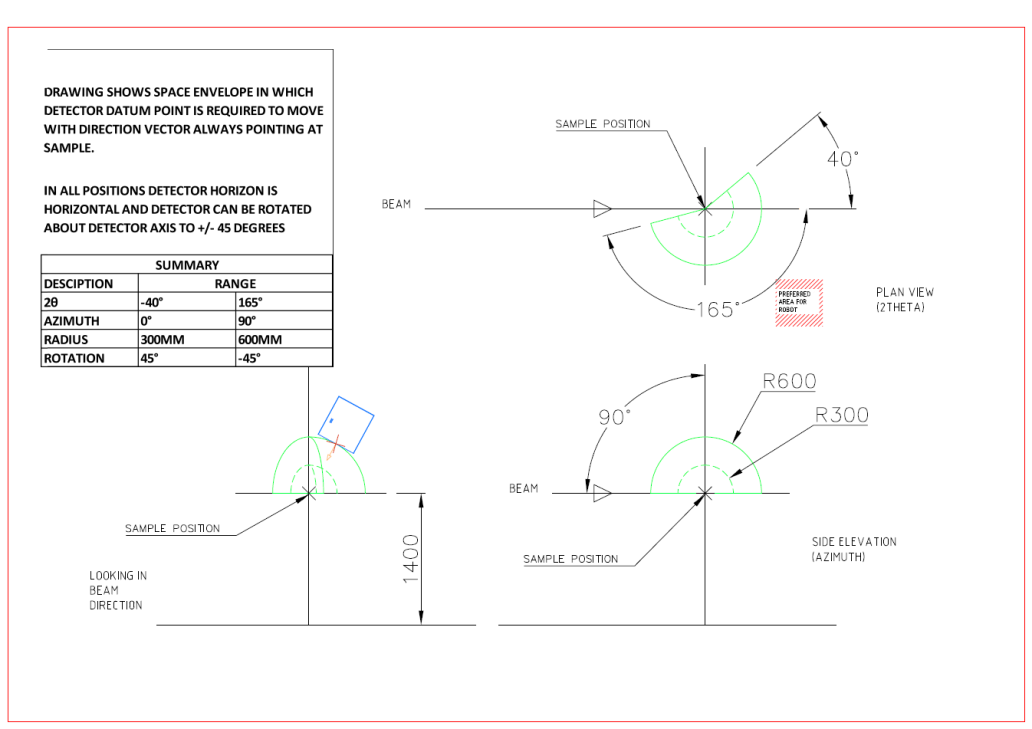 DRAWING SHOWS SPACE ENVELOPE IN WHICH
DETECTOR DATUM POINT IS REQUIRED TO MOVE
WITH DIRECTION VECTOR ALWAYS POINTING AT
SAMPLE.
IN ALL POSITIONS DETECTOR HORIZON IS
HORIZONTAL AND DETECTOR CAN BE ROTATED
ABOUT DETECTOR AXIS TO +/- 45 DEGREES
SUMMARY
DESCIPTION RANGE
2θ -40° 165°
AZIMUTH 0° 90°
RADIUS 300MM 600MM
ROTATION 45° -45°
SAMPLE POSITION
40°
BEAM
165°
PREFERRED
AREA FOR
ROBOT
PLAN VIEW
(2THETA)
SAMPLE POSITION
1400
LOOKING IN
BEAM
DIRECTION
90°
R600
R300
BEAM
SAMPLE POSITION
SIDE ELEVATION
(AZIMUTH)